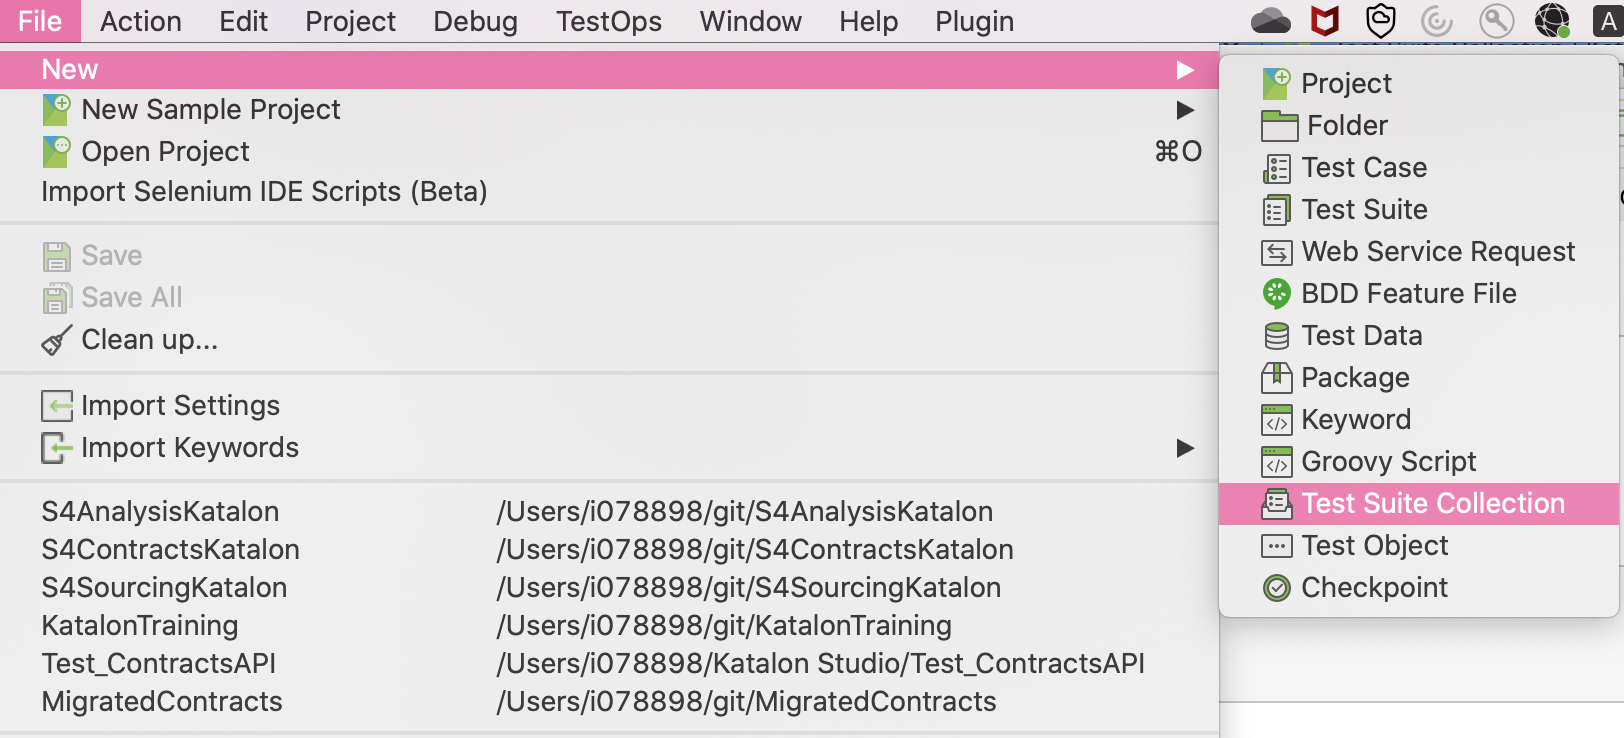 File Action Edit Project Debug TestOps Window Help Plugin A
New
New Sample Project
Open Project ⌘O
Import Selenium IDE Scripts (Beta)
Save
Save All
Clean up...
Import Settings
Import Keywords
S4AnalysisKatalon /Users/i078898/git/S4AnalysisKatalon
S4ContractsKatalon /Users/i078898/git/S4ContractsKatalon
S4SourcingKatalon /Users/i078898/git/S4SourcingKatalon
KatalonTraining /Users/i078898/git/KatalonTraining
Test_ContractsAPI /Users/i078898/Katalon Studio/Test_ContractsAPI
MigratedContracts /Users/i078898/git/MigratedContracts
Project
Folder
Test Case
Test Suite
Web Service Request
BDD Feature File
Test Data
Package
Keyword
Groovy Script
Test Suite Collection
Test Object
Checkpoint